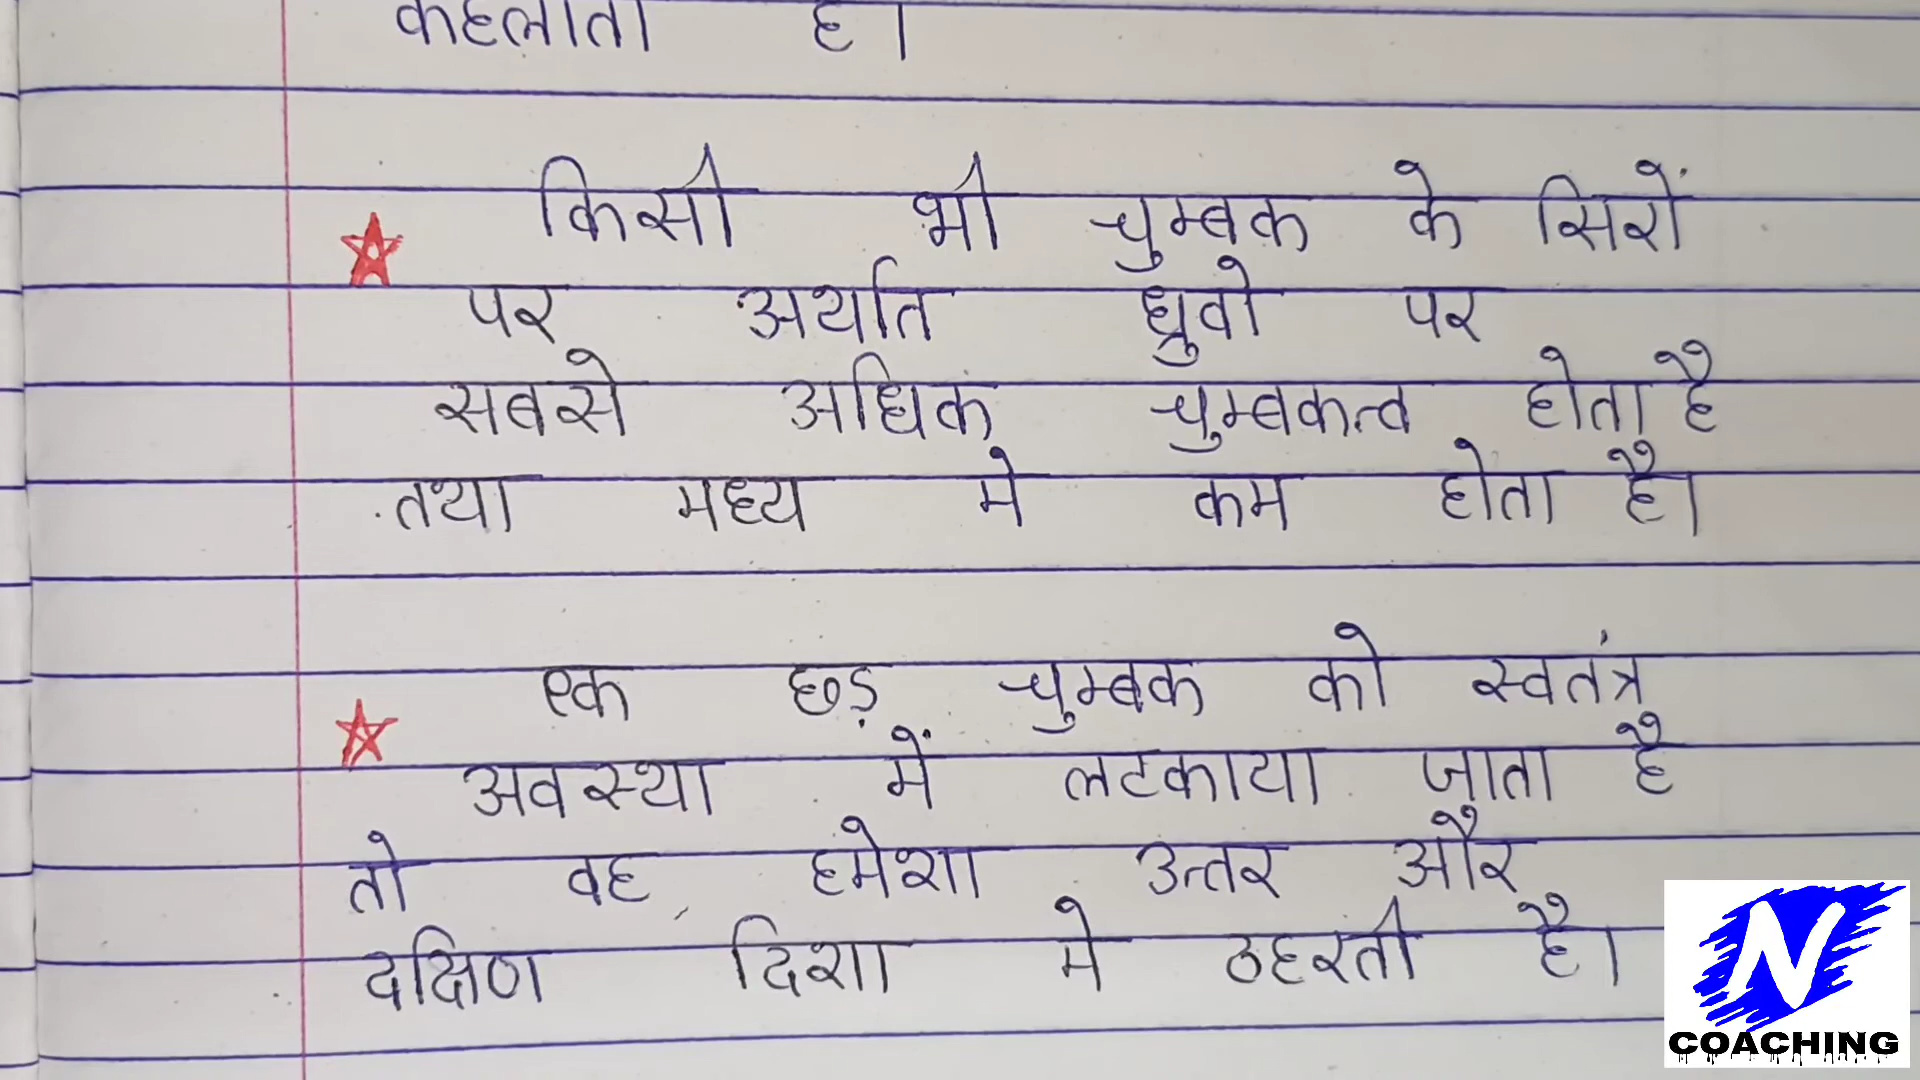 कहलाता है।
किसी भी चुम्बक के सिरों
पर अर्थात ध्रुवो पर
सबसे अधिक चुम्बकत्व होता है
तथा मध्य मे कम होता है।
एक छड़ चुम्बक को स्वतंत्र
अवस्था में लटकाया जाता है
तो वह हमेशा उत्तर और
दक्षिण दिशा मे ठहरती है।
N
COACHING